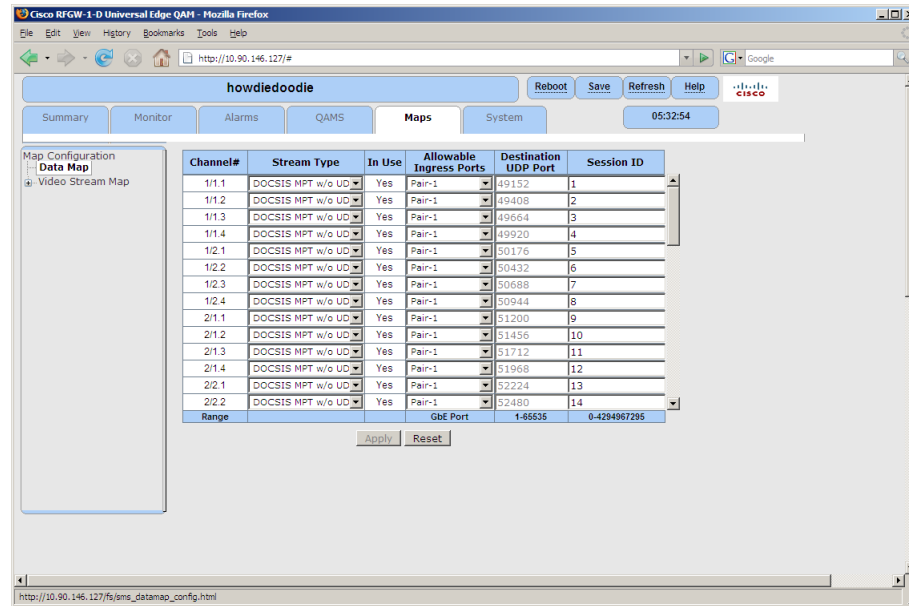 Cisco RFGW-1-D Universal Edge QAM - Mozilla Firefox
File Edit View History Bookmarks Tools Help
http://10.90.146.127/#
G Google
howdiedoodie
Reboot Save Refresh Help
CISCO
Summary Monitor Alarms QAMS Maps System
05:32:54
Map Configuration
Data Map
Video Stream Map
Channel# Stream Type In Use Allowable Ingress Ports Destination UDP Port Session ID
1/1.1 DOCSIS MPT w/o UD Yes Pair-1 49152 1
1/1.2 DOCSIS MPT w/o UD Yes Pair-1 49408 2
1/1.3 DOCSIS MPT w/o UD Yes Pair-1 49664 3
1/1.4 DOCSIS MPT w/o UD Yes Pair-1 49920 4
1/2.1 DOCSIS MPT w/o UD Yes Pair-1 50176 5
1/2.2 DOCSIS MPT w/o UD Yes Pair-1 50432 6
1/2.3 DOCSIS MPT w/o UD Yes Pair-1 50688 7
1/2.4 DOCSIS MPT w/o UD Yes Pair-1 50944 8
2/1.1 DOCSIS MPT w/o UD Yes Pair-1 51200 9
2/1.2 DOCSIS MPT w/o UD Yes Pair-1 51456 10
2/1.3 DOCSIS MPT w/o UD Yes Pair-1 51712 11
2/1.4 DOCSIS MPT w/o UD Yes Pair-1 51968 12
2/2.1 DOCSIS MPT w/o UD Yes Pair-1 52224 13
2/2.2 DOCSIS MPT w/o UD Yes Pair-1 52480 14
Range GbE Port 1-65535 0-4294967295
Apply Reset
http://10.90.146.127/fs/sms_datamap_config.html